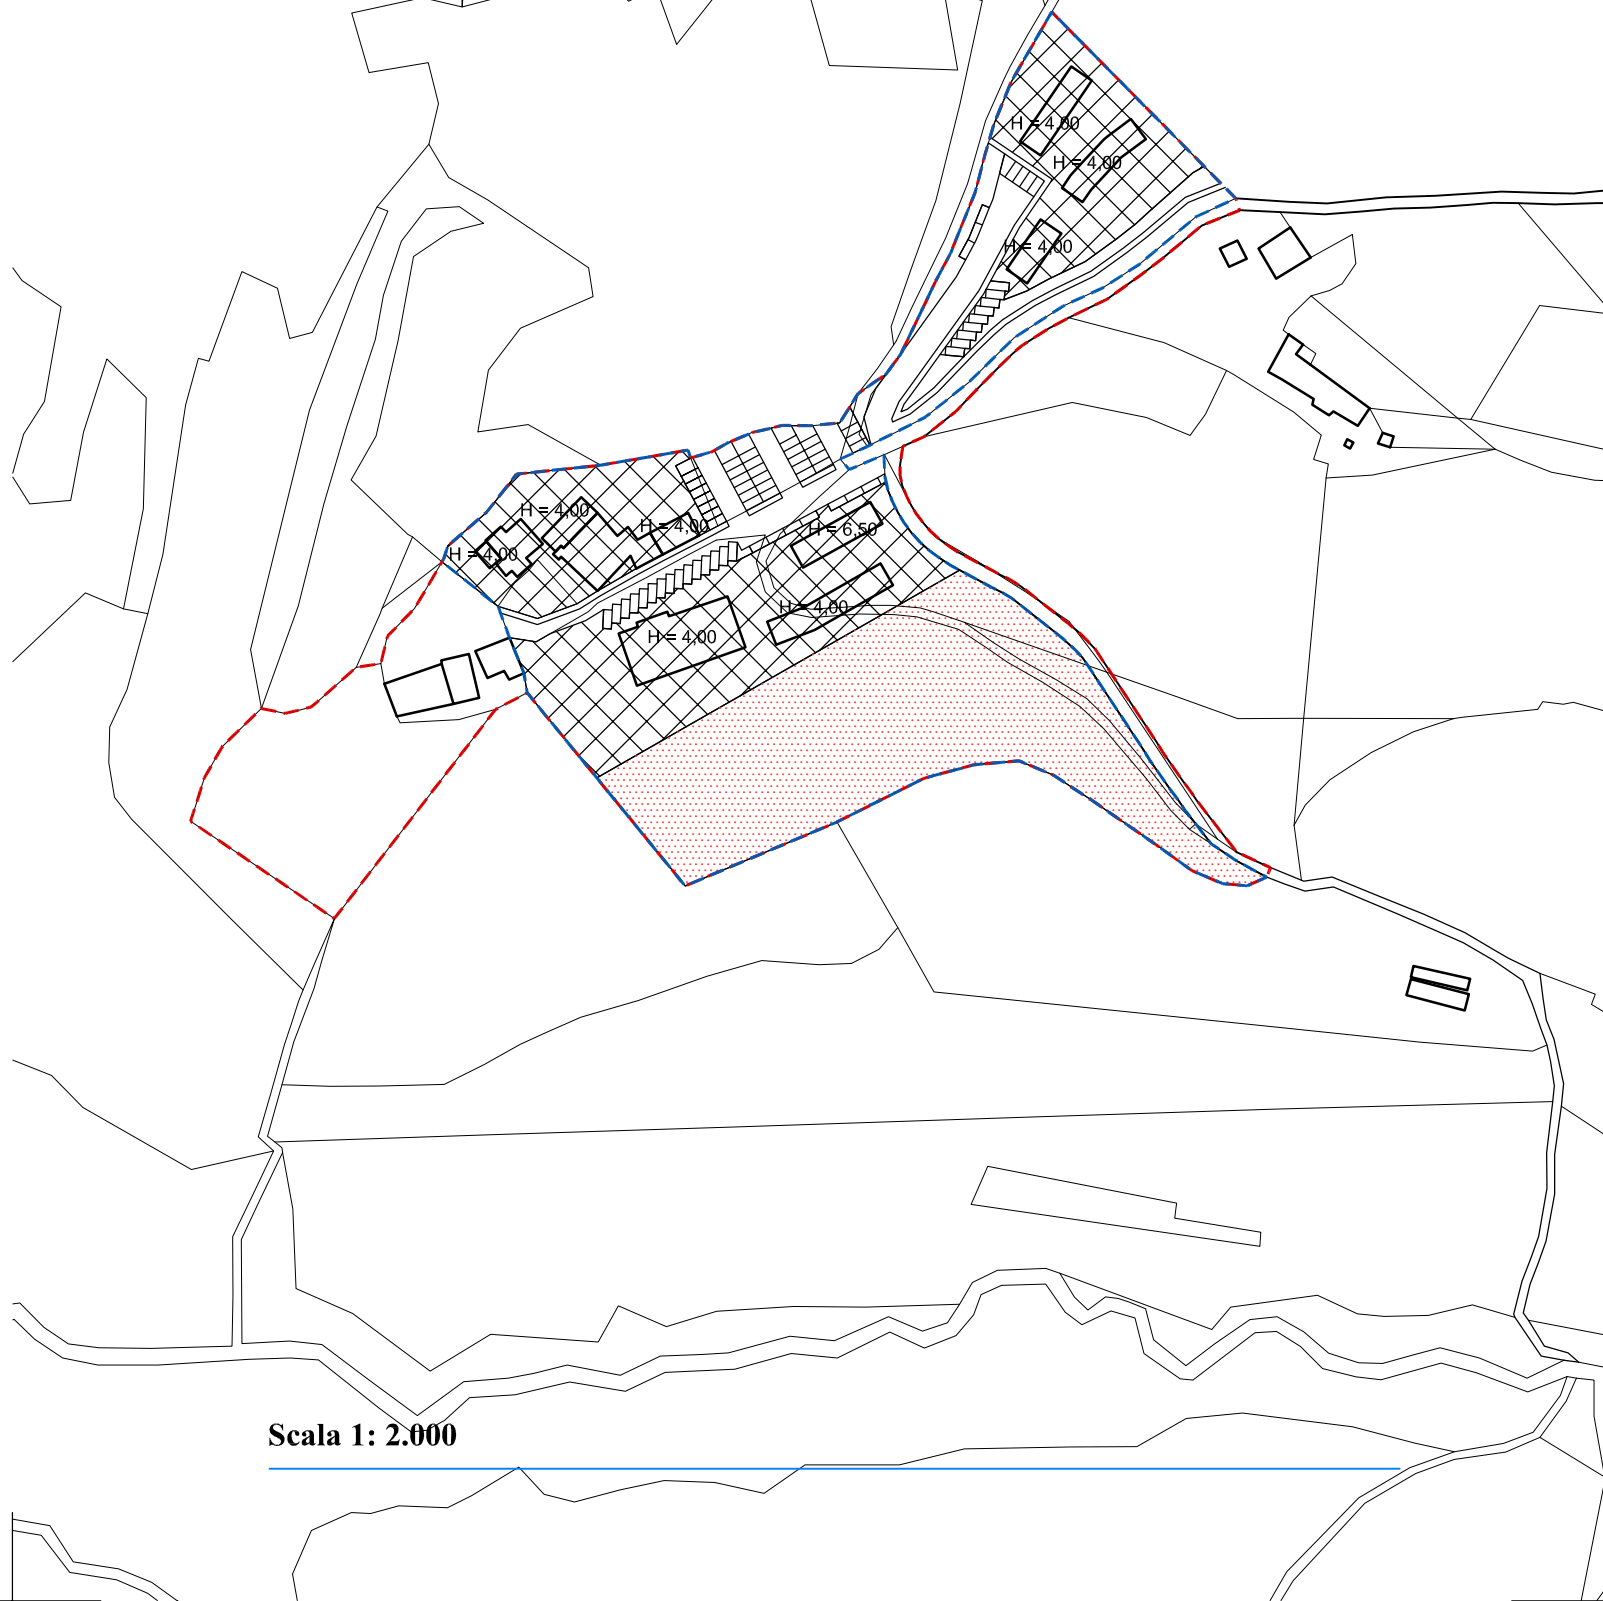 H = 4,00
H = 4,00
H = 4,00
H = 4,00
H = 4,00
H = 6,50
H = 4,00
H = 4,00
H = 4,00
Scala 1: 2.000